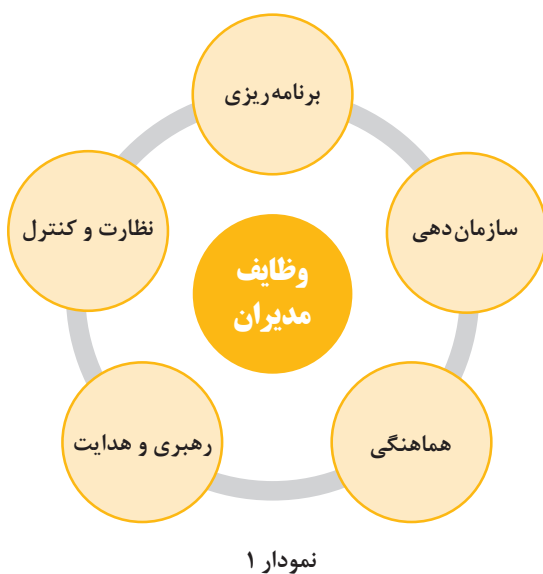 برنامه‌ریزی
سازمان‌دهی
هماهنگی
رهبری و هدایت
نظارت و کنترل
وظایف
مدیران
نمودار ۱